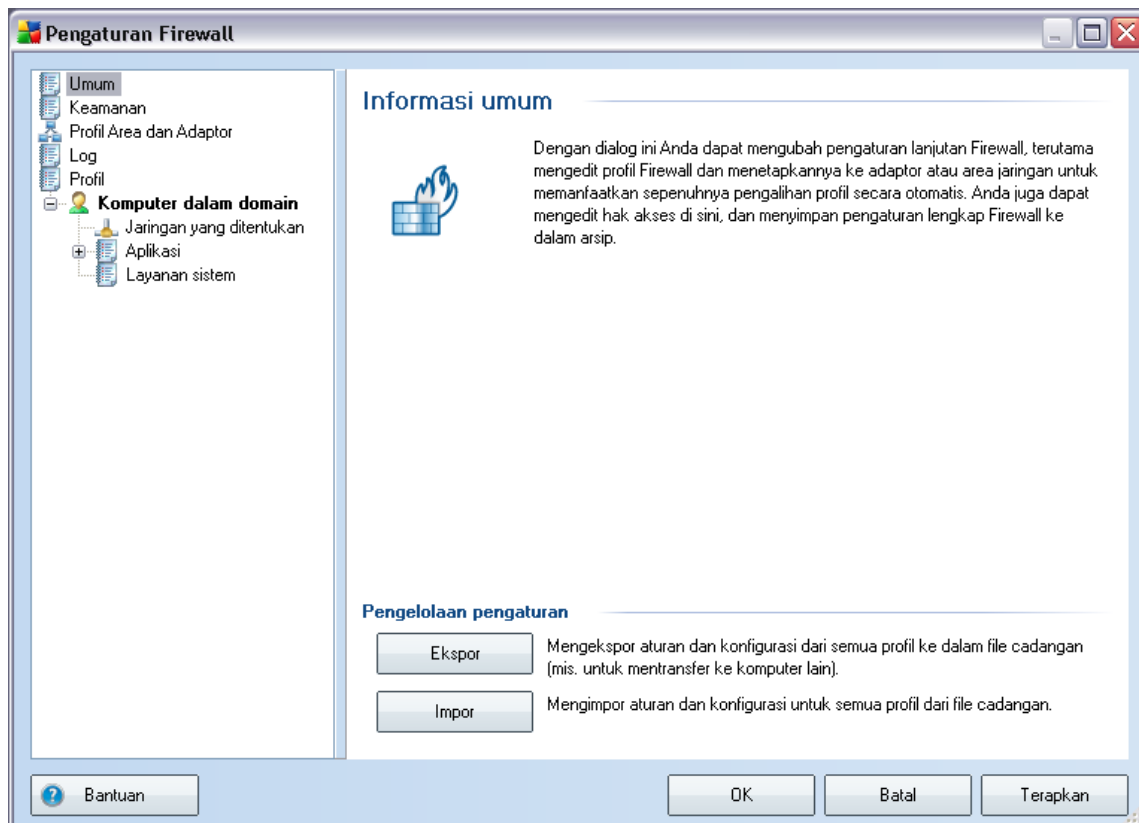 Pengaturan Firewall
Umum
Keamanan
Profil Area dan Adaptor
Log
Profil
Komputer dalam domain
Jaringan yang ditentukan
Aplikasi
Layanan sistem
Informasi umum
Dengan dialog ini Anda dapat mengubah pengaturan lanjutan Firewall, terutama
mengedit profil Firewall dan menetapkannya ke adaptor atau area jaringan untuk
memanfaatkan sepenuhnya pengalihan profil secara otomatis. Anda juga dapat
mengedit hak akses di sini, dan menyimpan pengaturan lengkap Firewall ke
dalam arsip.
Pengelolaan pengaturan
Ekspor
Mengekspor aturan dan konfigurasi dari semua profil ke dalam file cadangan
(mis. untuk mentransfer ke komputer lain).
Impor
Mengimpor aturan dan konfigurasi untuk semua profil dari file cadangan.
Bantuan
OK
Batal
Terapkan